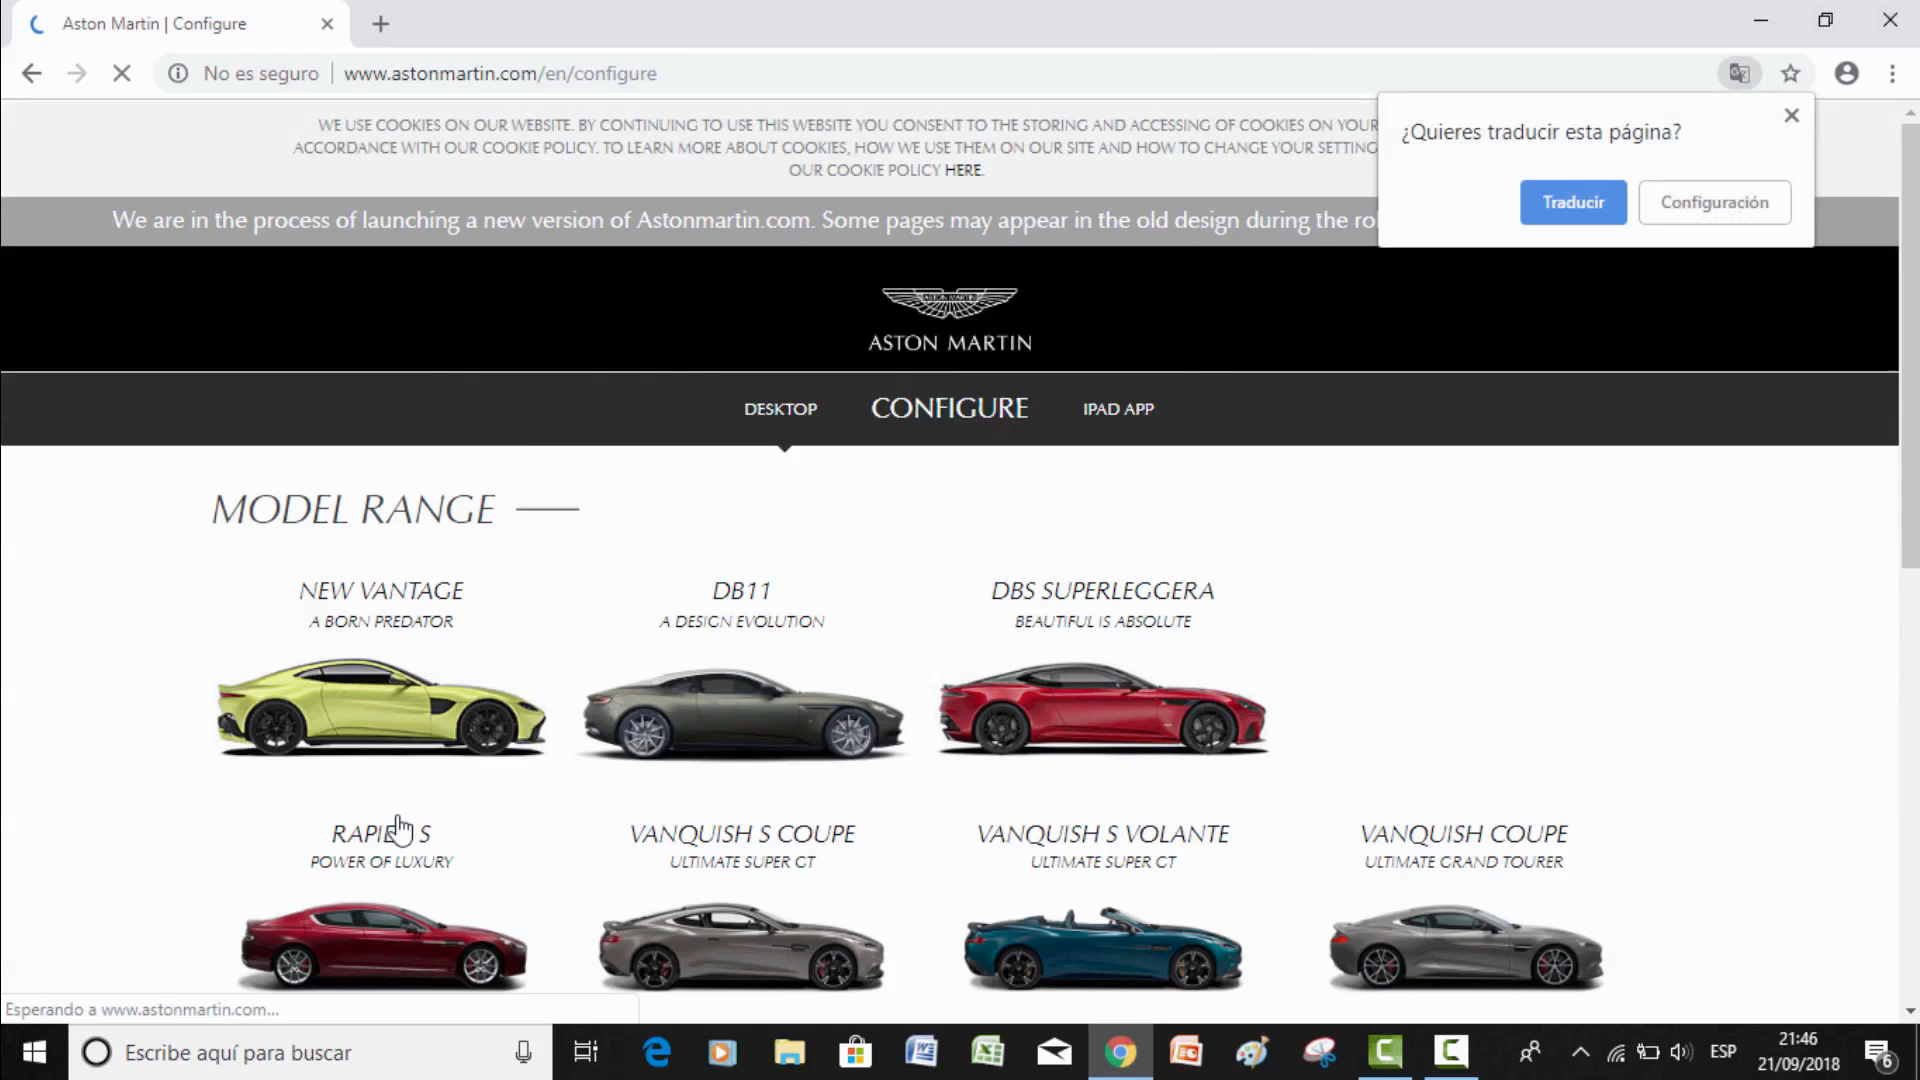 Aston Martin | Configure
No es seguro
www.astonmartin.com/en/configure
WE USE COOKIES ON OUR WEBSITE. BY CONTINUING TO USE THIS WEBSITE YOU CONSENT TO THE STORING AND ACCESSING OF COOKIES ON YOUR
ACCORDANCE WITH OUR COOKIE POLICY. TO LEARN MORE ABOUT COOKIES, HOW WE USE THEM ON OUR SITE AND HOW TO CHANGE YOUR SETTING
OUR COOKIE POLICY HERE.
¿Quieres traducir esta página?
Traducir
Configuración
We are in the process of launching a new version of Astonmartin.com. Some pages may appear in the old design during the
ASTON MARTIN
ASTON MARTIN
DESKTOP
CONFIGURE
IPAD APP
MODEL RANGE
NEW VANTAGE
A BORN PREDATOR
DB11
A DESIGN EVOLUTION
DBS SUPERLEGGERA
BEAUTIFUL IS ABSOLUTE
S
POWER OF LUXURY
VANQUISH S COUPE
ULTIMATE SUPER GT
VANQUISH S VOLANTE
ULTIMATE SUPER GT
VANQUISH COUPE
ULTIMATE GRAND TOURER
Esperando a www.astonmartin.com...
Escribe aquí para buscar
ESP
21:46
21/09/2018
6